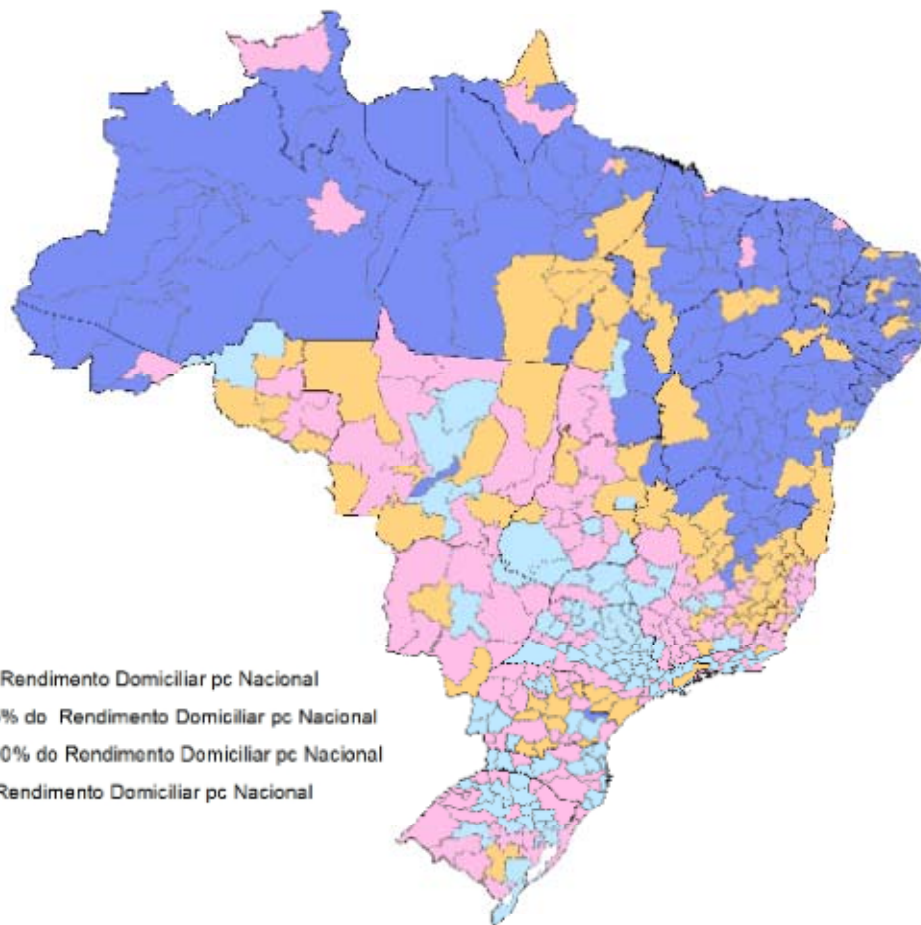 Rendimento Domiciliar pc Nacional
% do Rendimento Domiciliar pc Nacional
0% do Rendimento Domiciliar pc Nacional
Rendimento Domiciliar pc Nacional